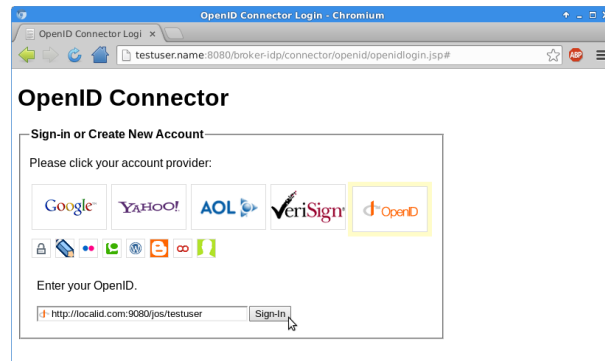 OpenID Connector Login - Chromium
OpenID Connector Logi
testuser.name:8080/broker-idp/connector/openid/openidlogin.jsp#
ABP
OpenID Connector
Sign-in or Create New Account
Please click your account provider:
Google YAHOO! AOL VeriSign OpenID
Enter your OpenID.
http://localid.com:9080/jos/testuser Sign-In